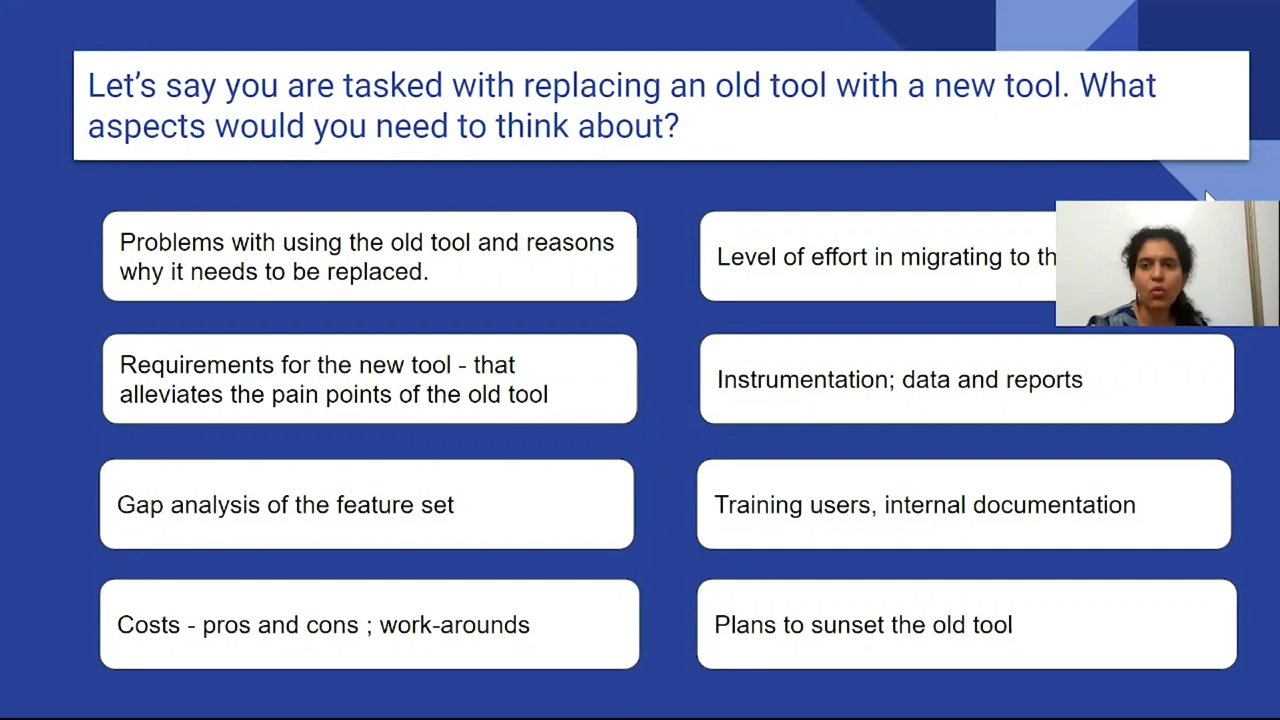 Let's say you are tasked with replacing an old tool with a new tool. What
aspects would you need to think about?
Problems with using the old tool and reasons
why it needs to be replaced.
Requirements for the new tool - that
alleviates the pain points of the old tool
Gap analysis of the feature set
Costs - pros and cons ; work-arounds
Level of effort in migrating to
Instrumentation; data and reports
Training users, internal documentation
Plans to sunset the old tool